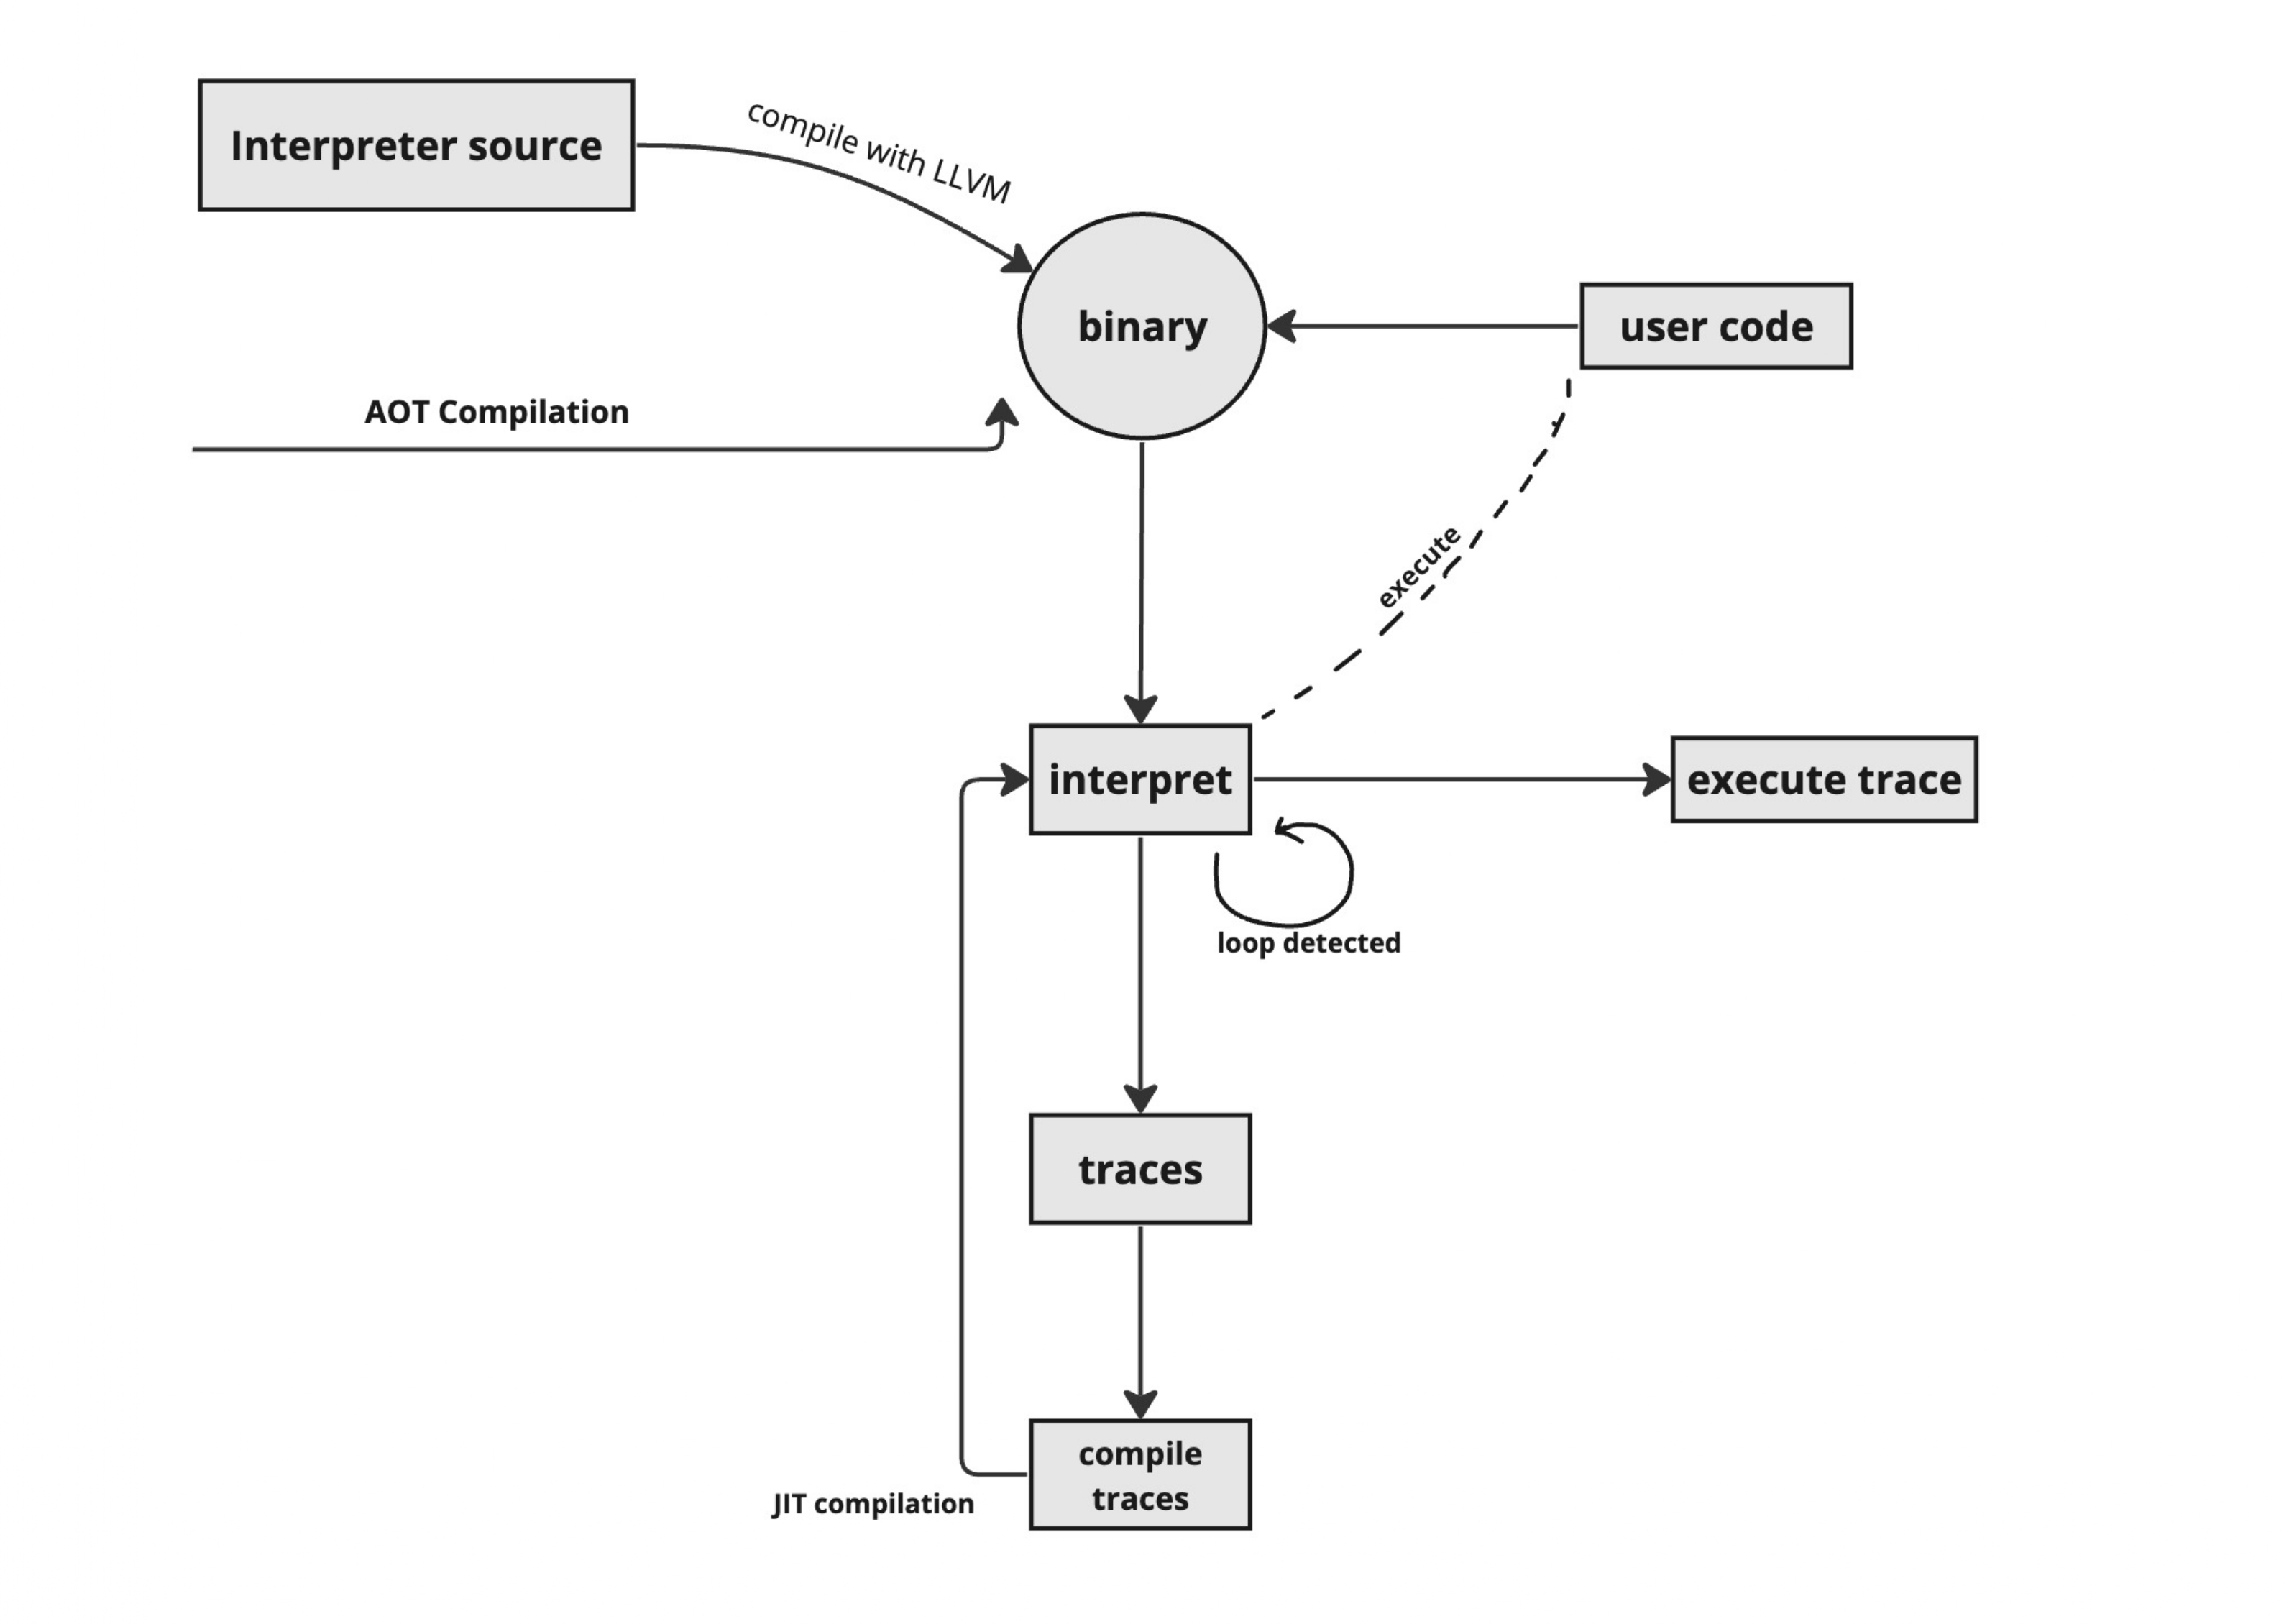 Interpreter source
compile with LLVM
binary
user code
AOT Compilation
execute
interpret
execute trace
loop detected
traces
compile
traces
JIT compilation